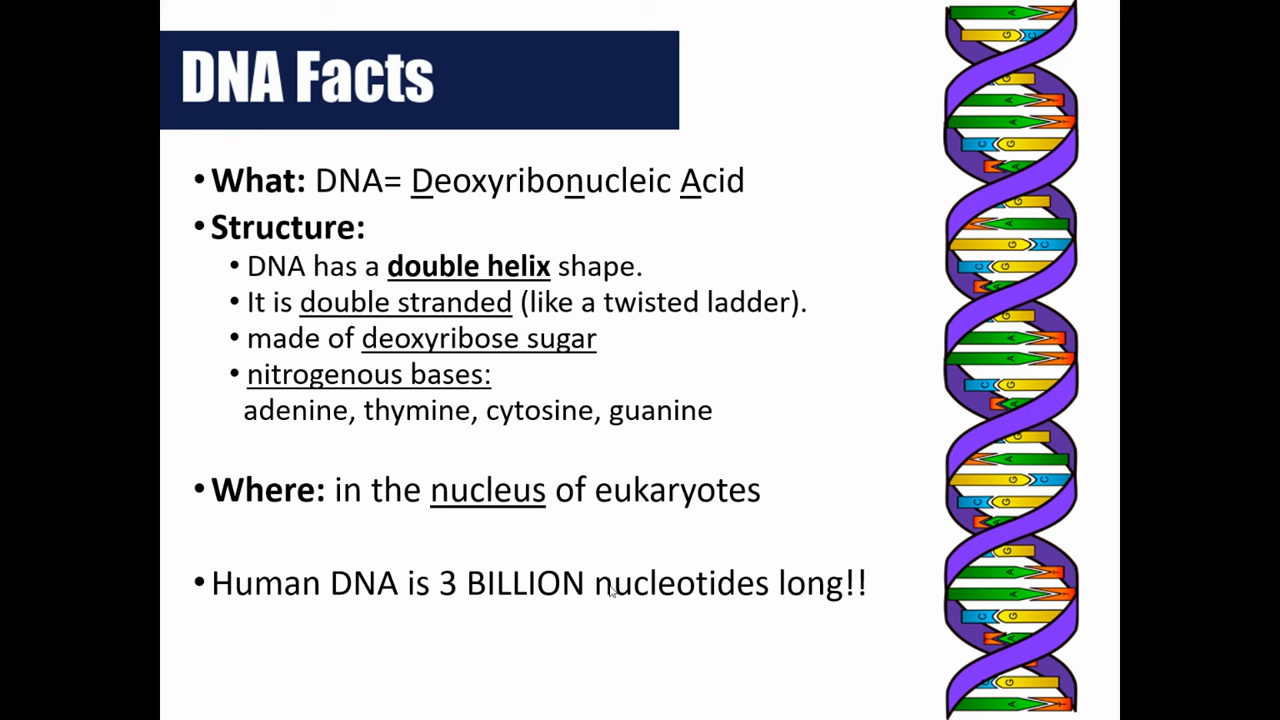 DNA Facts
•What: DNA= Deoxyribonucleic Acid
•Structure:
•DNA has a double helix shape.
•It is double stranded (like a twisted ladder).
•made of deoxyribose sugar
•nitrogenous bases:
adenine, thymine, cytosine, guanine
•Where: in the nucleus of eukaryotes
•Human DNA is 3 BILLION nucleotides long!!